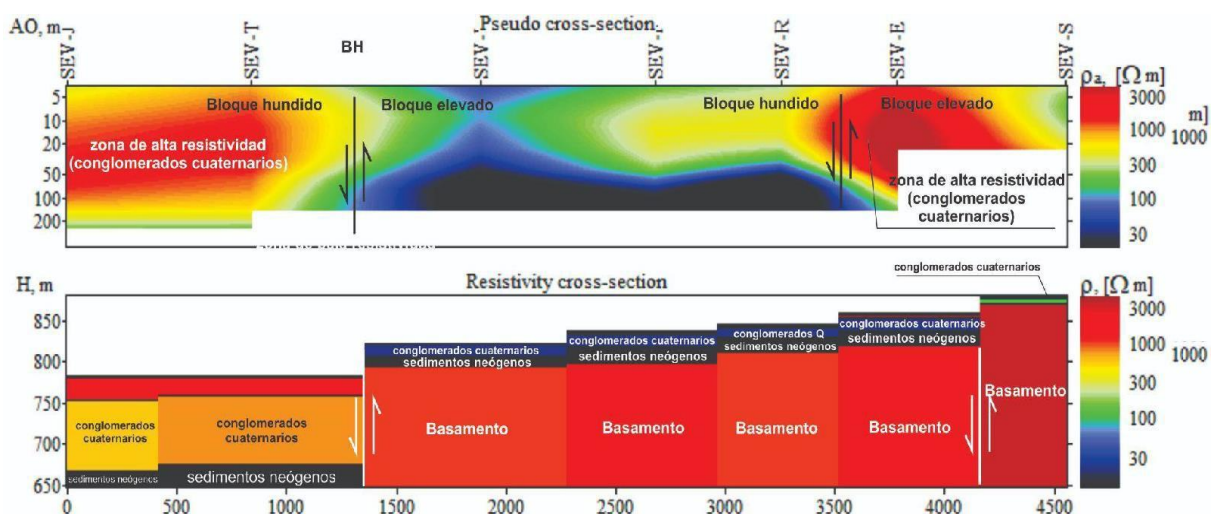 AO, m
Pseudo cross-section
SEV-J
SEV-T
BH
SEV-
SEV-
SEV-R
SEV-E
SEV-S
ρa, [Ω m]
m]
5
10
20
50
100
200
Bloque hundido
Bloque elevado
Bloque hundido
Bloque elevado
zona de alta resistividad
(conglomerados cuaternarios)
zona de alta resistividad
(conglomerados
cuaternarios)
3000
1000
1000
300
100
30
H, m
Resistivity cross-section
conglomerados cuaternarios
ρ, [Ω m]
850
800
750
700
650
conglomerados cuaternarios
sedimentos neógenos
conglomerados cuaternarios
sedimentos neógenos
conglomerados Q
sedimentos neógenos
conglomerados cuaternarios
sedimentos neógenos
Basamento
conglomerados
cuaternarios
conglomerados
cuaternarios
Basamento
Basamento
Basamento
Basamento
sedimentos neógenos
sedimentos neógenos
3000
1000
1000
300
100
30
0
500
1000
1500
2000
2500
3000
3500
4000
4500